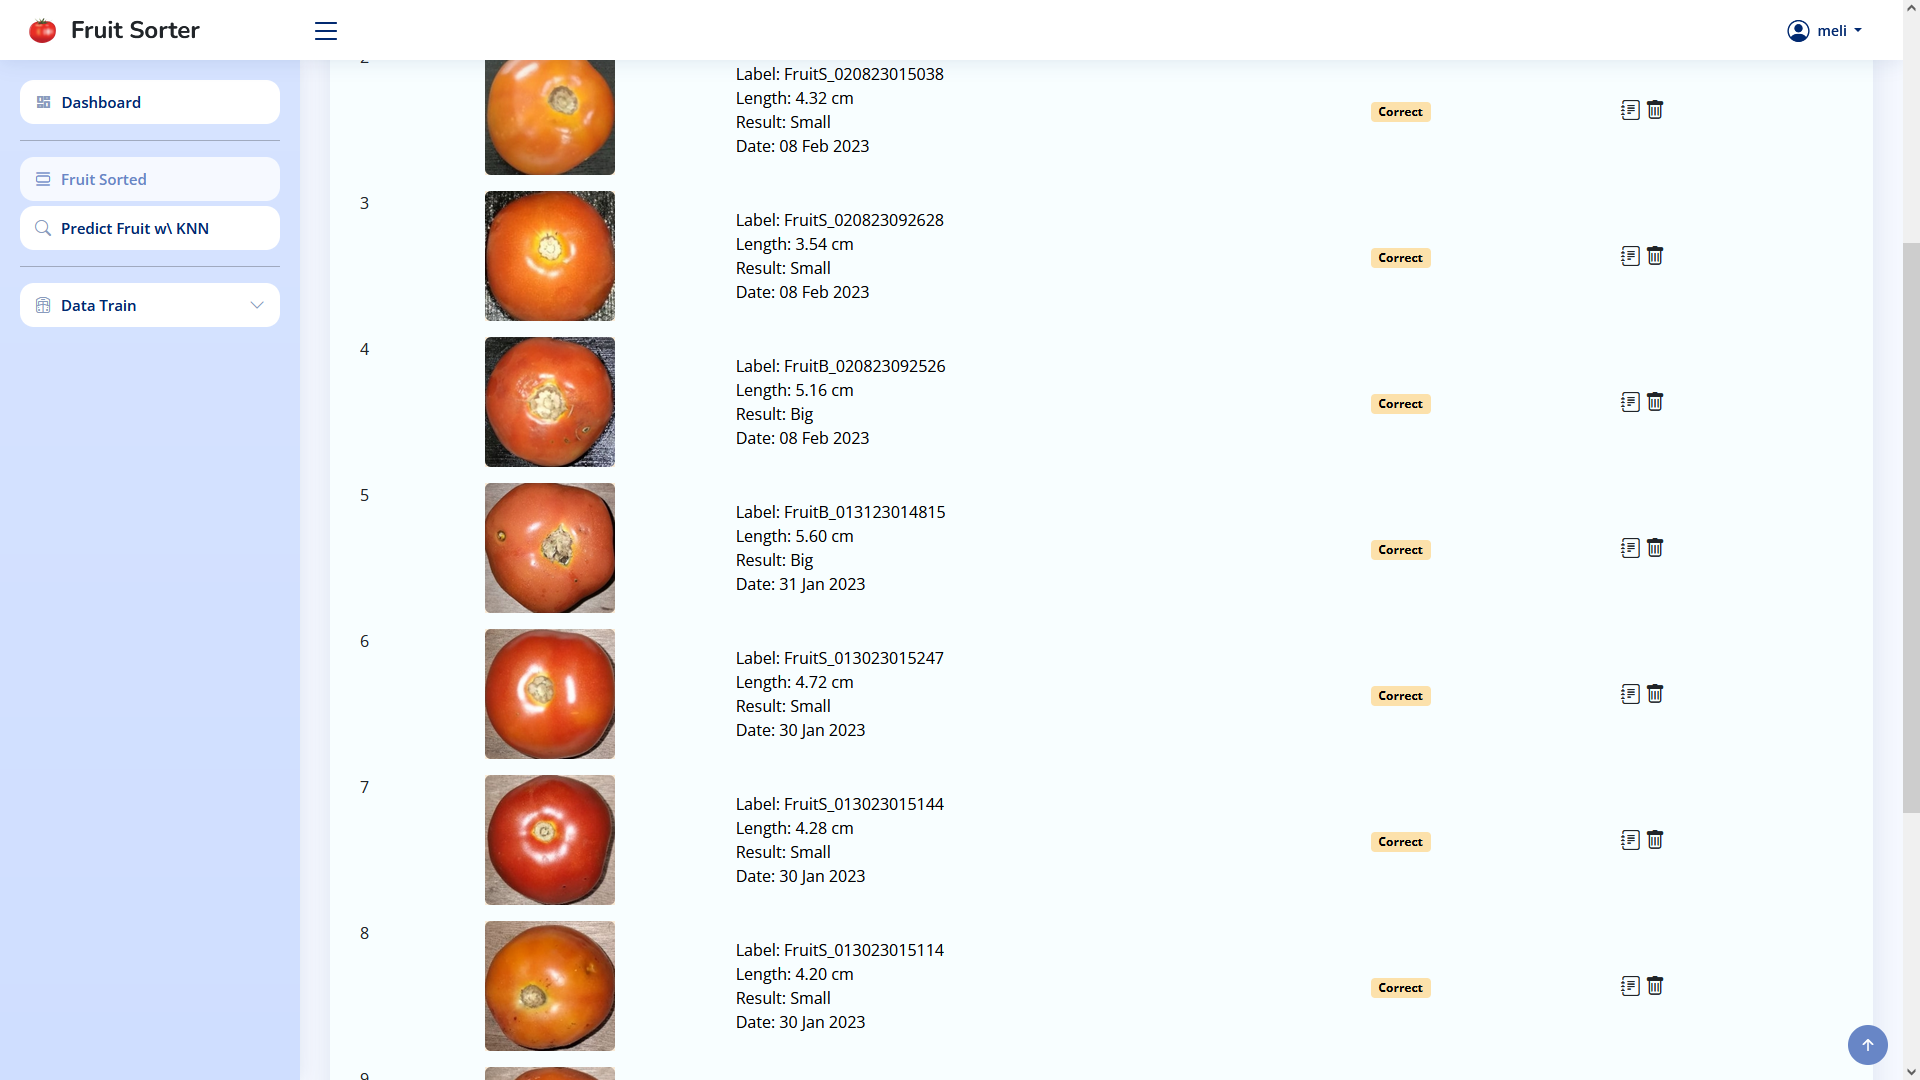 Fruit Sorter
meli
Dashboard
Fruit Sorted
Predict Fruit w\ KNN
Data Train
2
Label: FruitS_020823015038
Length: 4.32 cm
Result: Small
Date: 08 Feb 2023
Correct
3
Label: FruitS_020823092628
Length: 3.54 cm
Result: Small
Date: 08 Feb 2023
Correct
4
Label: FruitB_020823092526
Length: 5.16 cm
Result: Big
Date: 08 Feb 2023
Correct
5
Label: FruitB_013123014815
Length: 5.60 cm
Result: Big
Date: 31 Jan 2023
Correct
6
Label: FruitS_013023015247
Length: 4.72 cm
Result: Small
Date: 30 Jan 2023
Correct
7
Label: FruitS_013023015144
Length: 4.28 cm
Result: Small
Date: 30 Jan 2023
Correct
8
Label: FruitS_013023015114
Length: 4.20 cm
Result: Small
Date: 30 Jan 2023
Correct
9